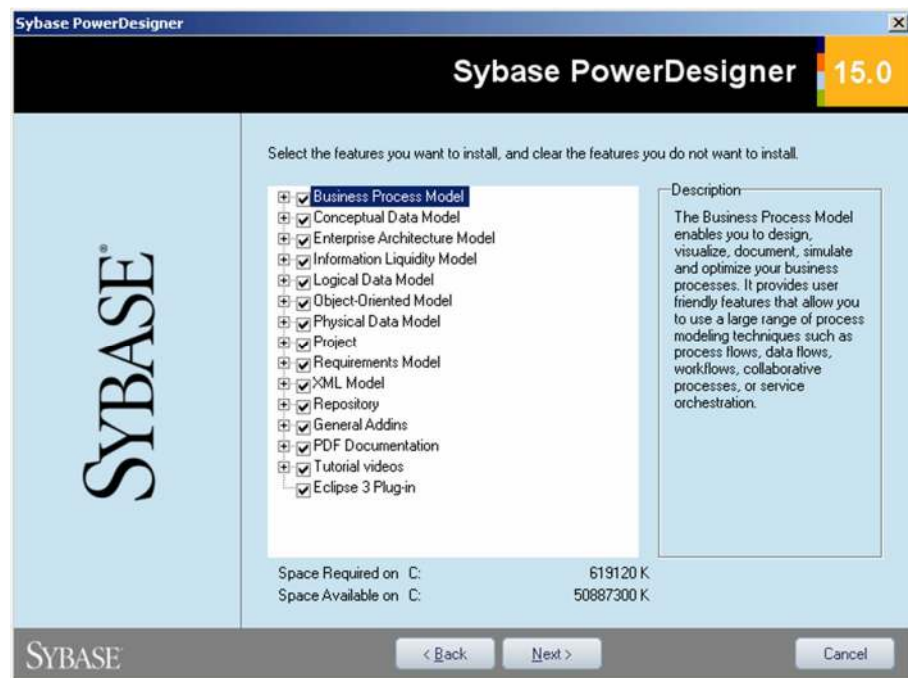 Sybase PowerDesigner
Sybase PowerDesigner 15.0
Select the features you want to install, and clear the features you do not want to install.
Business Process Model
Conceptual Data Model
Enterprise Architecture Model
Information Liquidity Model
Logical Data Model
Object-Oriented Model
Physical Data Model
Project
Requirements Model
XML Model
Repository
General Addins
PDF Documentation
Tutorial videos
Eclipse 3 Plug-in
Description
The Business Process Model
enables you to design,
visualize, document, simulate
and optimize your business
processes. It provides user
friendly features that allow you
to use a large range of process
modeling techniques such as
process flows, data flows,
workflows, collaborative
processes, or service
orchestration.
SYBASE®
Space Required on C: 619120 K
Space Available on C: 50887300 K
SYBASE
< Back
Next >
Cancel